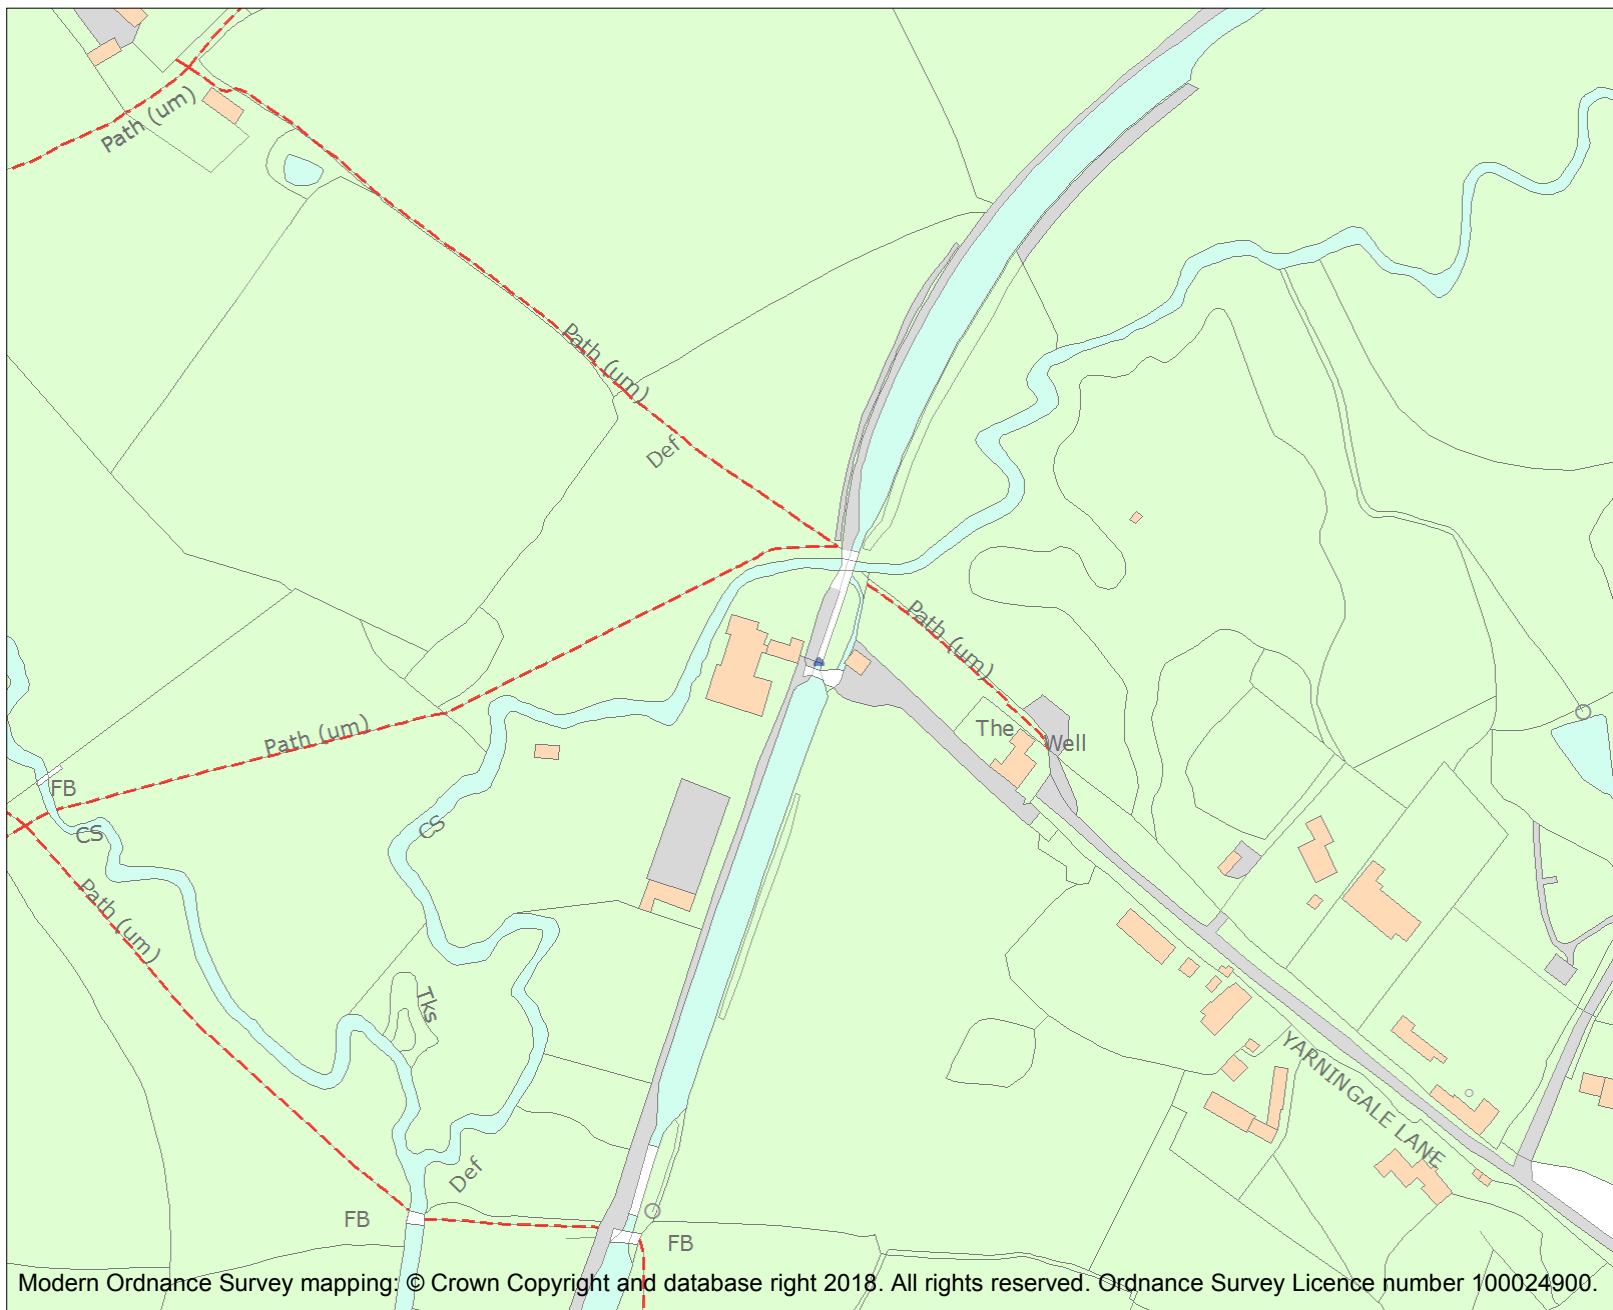 Path (um)
Path (um)
Def
Path (um)
The Well
Path (um)
FB
CS
CS
Path (um)
Tks
YARNINGALE LANE
Def
FB
FB
Modern Ordnance Survey mapping: © Crown Copyright and database right 2018. All rights reserved. Ordnance Survey Licence number 100024900.